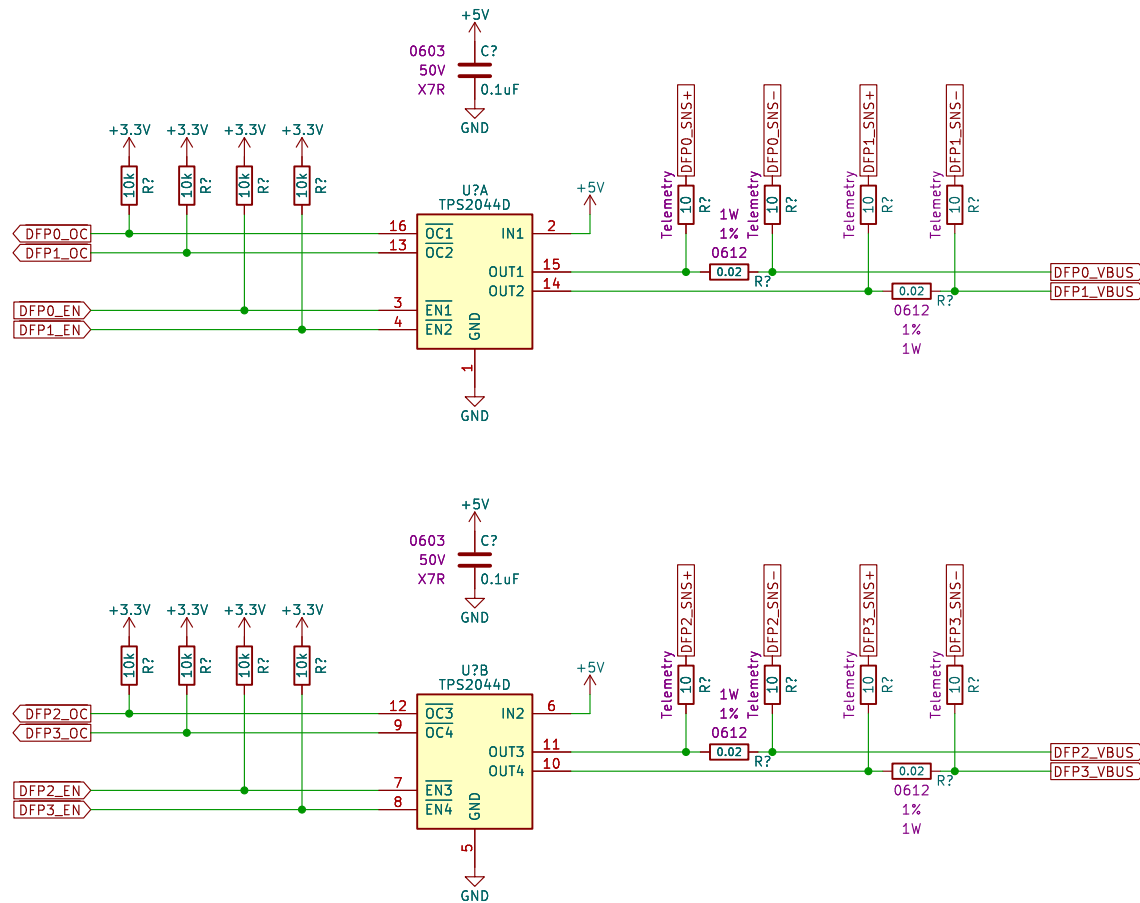 +5V
0603 C?
50V
X7R 0.1uF
GND
+3.3V +3.3V +3.3V +3.3V
10k R? 10k R? 10k R? 10k R?
DFP0_SNS+ DFP0_SNS- DFP1_SNS+ DFP1_SNS-
Telemetry 10 R? Telemetry 10 R? Telemetry 10 R? Telemetry 10 R?
U?A
TPS2044D
+5V
DFP0_OC 16 OC1 IN1 2
DFP1_OC 13 OC2
1W
1%
0612
OUT1 15 0.02 R? DFP0_VBUS
OUT2 14 0.02 R? DFP1_VBUS
0612
1%
1W
DFP0_EN 3 EN1
DFP1_EN 4 EN2
GND
1
GND
+5V
0603 C?
50V
X7R 0.1uF
GND
+3.3V +3.3V +3.3V +3.3V
10k R? 10k R? 10k R? 10k R?
DFP2_SNS+ DFP2_SNS- DFP3_SNS+ DFP3_SNS-
Telemetry 10 R? Telemetry 10 R? Telemetry 10 R? Telemetry 10 R?
U?B
TPS2044D
+5V
DFP2_OC 12 OC3 IN2 6
DFP3_OC 9 OC4
1W
1%
0612
OUT3 11 0.02 R? DFP2_VBUS
OUT4 10 0.02 R? DFP3_VBUS
0612
1%
1W
DFP2_EN 7 EN3
DFP3_EN 8 EN4
GND
5
GND